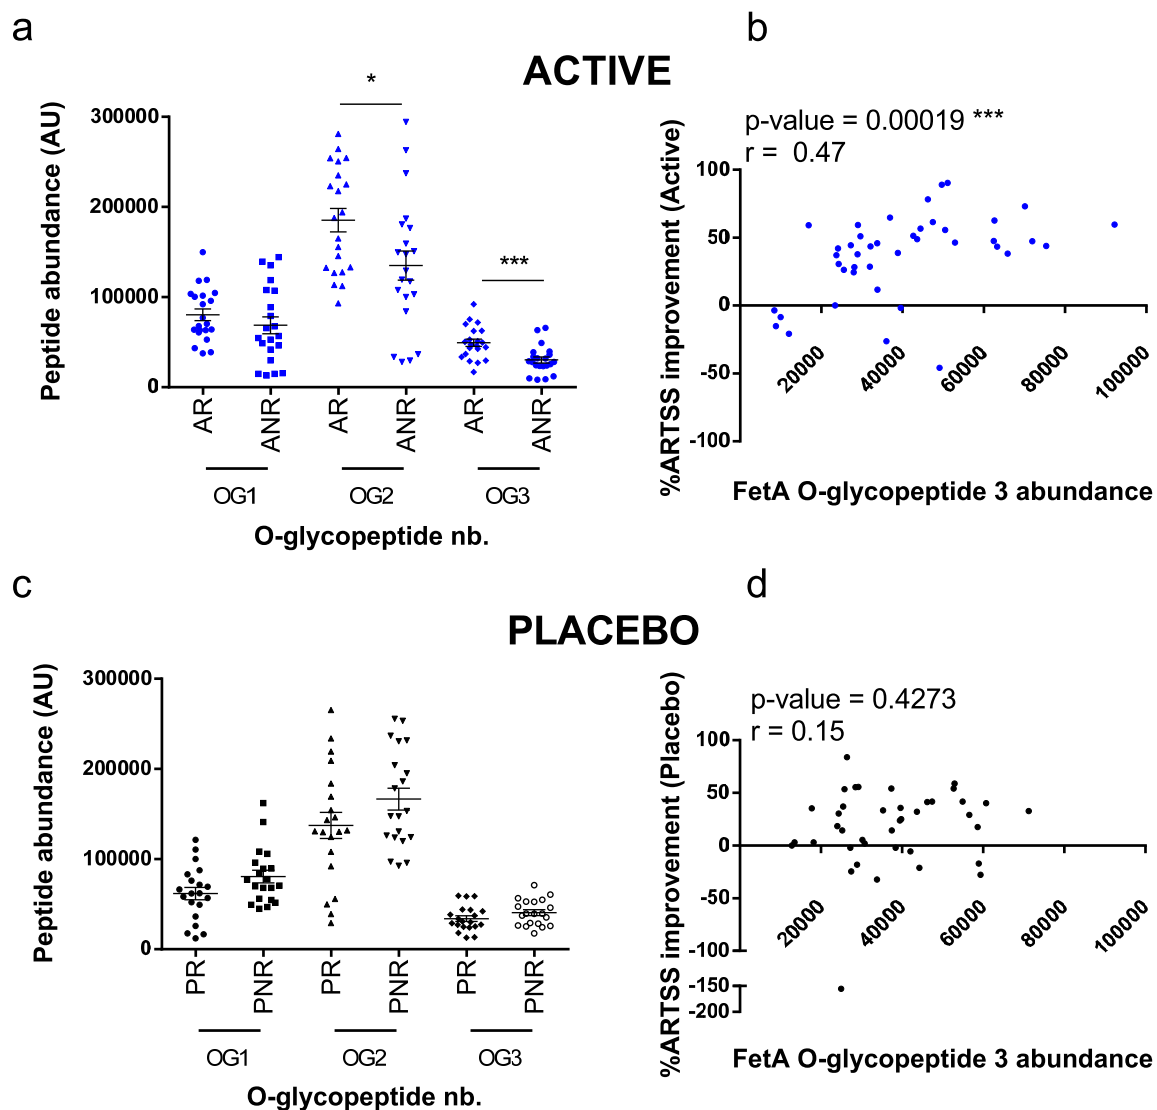 a
b
ACTIVE
Peptide abundance (AU)
300000
200000
100000
0
*
***
AR
ANR
AR
ANR
AR
ANR
OG1
OG2
OG3
O-glycopeptide nb.
p-value = 0.00019 ***
r = 0.47
%ARTSS improvement (Active)
100
50
0
-50
-100
20000
40000
60000
80000
100000
FetA O-glycopeptide 3 abundance
c
d
PLACEBO
Peptide abundance (AU)
300000
200000
100000
0
PR
PNR
PR
PNR
PR
PNR
OG1
OG2
OG3
O-glycopeptide nb.
p-value = 0.4273
r = 0.15
%ARTSS improvement (Placebo)
100
50
0
-50
-100
-150
-200
20000
40000
60000
80000
100000
FetA O-glycopeptide 3 abundance